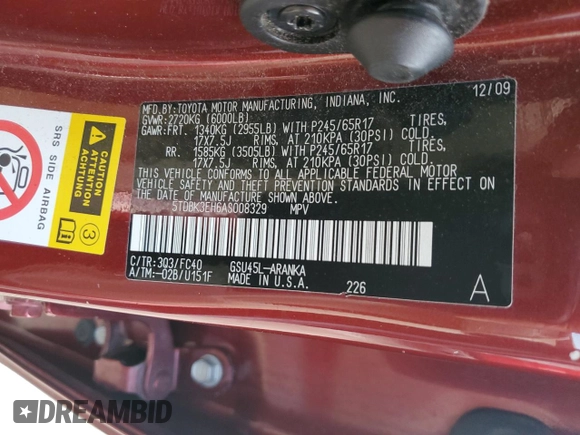 12/09
MFD.BY:TOYOTA MOTOR MANUFACTURING, INDIANA, INC.
GVWR:2720KG (6000LB)
GAWR:FRT. 1340KG (2955LB) WITH P245/65R17 TIRES,
17X7.5J RIMS, AT 210KPA (30PSI) COLD.
RR. 1585KG (3505LB) WITH P245/65R17 TIRES,
17X7.5J RIMS, AT 210KPA (30PSI) COLD.
THIS VEHICLE CONFORMS TO ALL APPLICABLE FEDERAL MOTOR
VEHICLE SAFETY AND THEFT PREVENTION STANDARDS IN EFFECT
ON THE DATE OF MANUFACTURE SHOWN ABOVE.
5TDBK3EH6AS008329 MPV
C/TR:3Q3/FC40 GSU45L-ARANKA
A/TM:-02B/U151F MADE IN U.S.A.
226
A
SRS SIDE AIRBAG
CAUTION
ACHTUNG
ATTENTION
3
DREAMBID